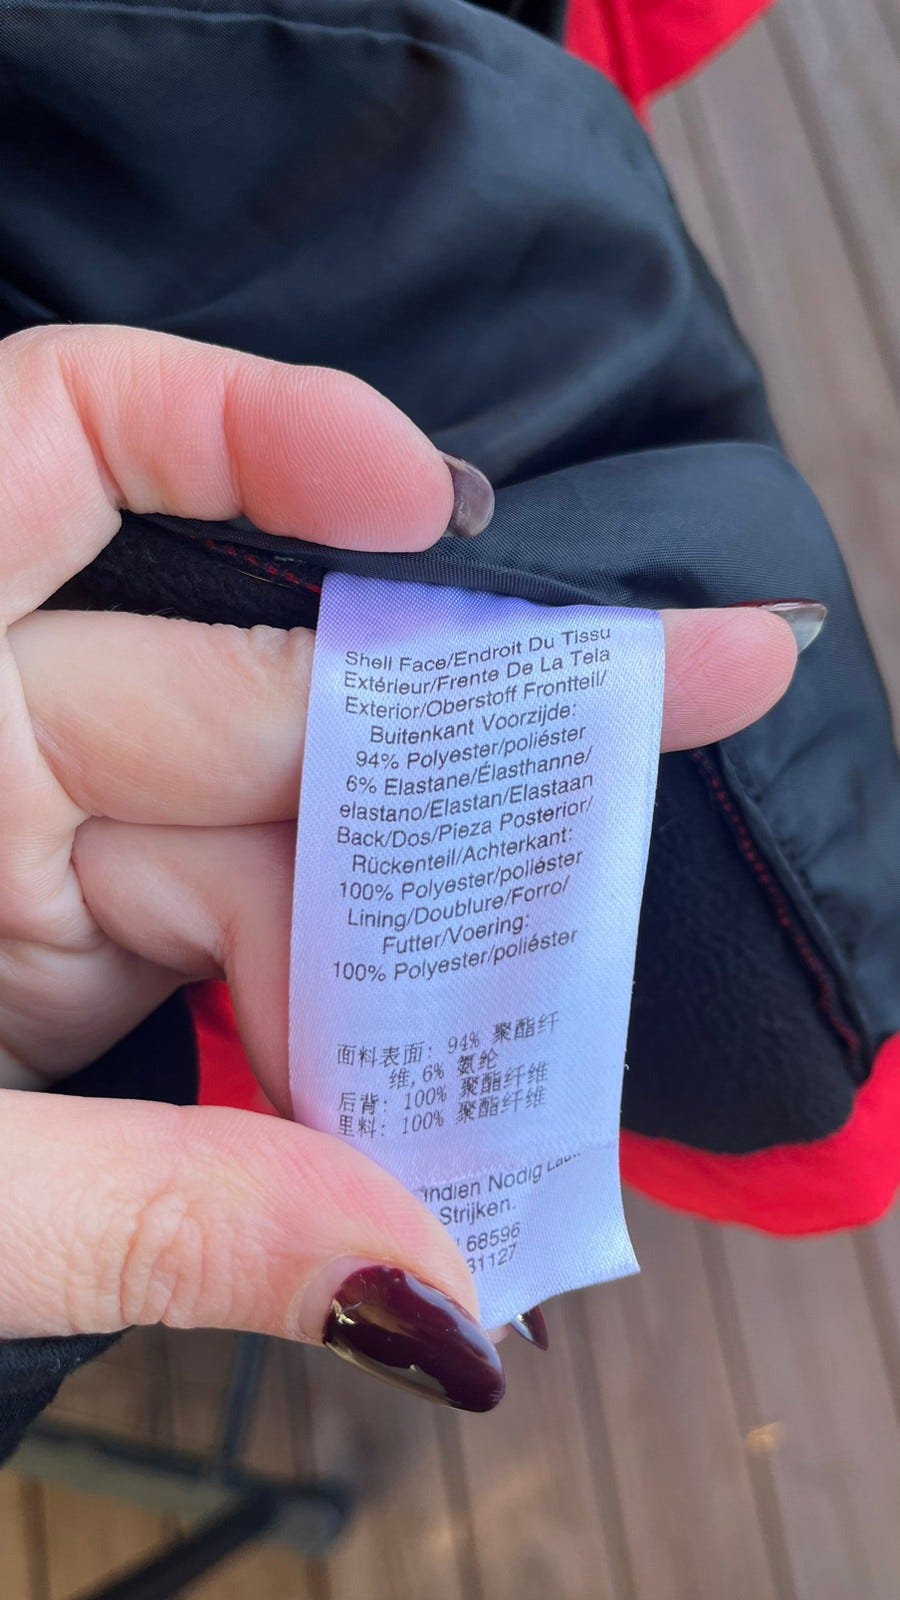 Shell Face/Endroit Du Tissu
Extérieur/Frente De La Tela
Exterior/Oberstoff Frontteil/
Buitenkant Voorzijde:
94% Polyester/poliéster
6% Elastane/Élasthanne/
elastano/Elastan/Elastaan
Back/Dos/Pieza Posterior/
Rückenteil/Achterkant:
100% Polyester/poliéster
Lining/Doublure/Forro/
Futter/Voering:
100% Polyester/poliéster
面料表面: 94% 聚酯纤
维,6% 氨纶
后背: 100% 聚酯纤维
里料: 100% 聚酯纤维
Indien Nodig
Strijken.
68596
31127